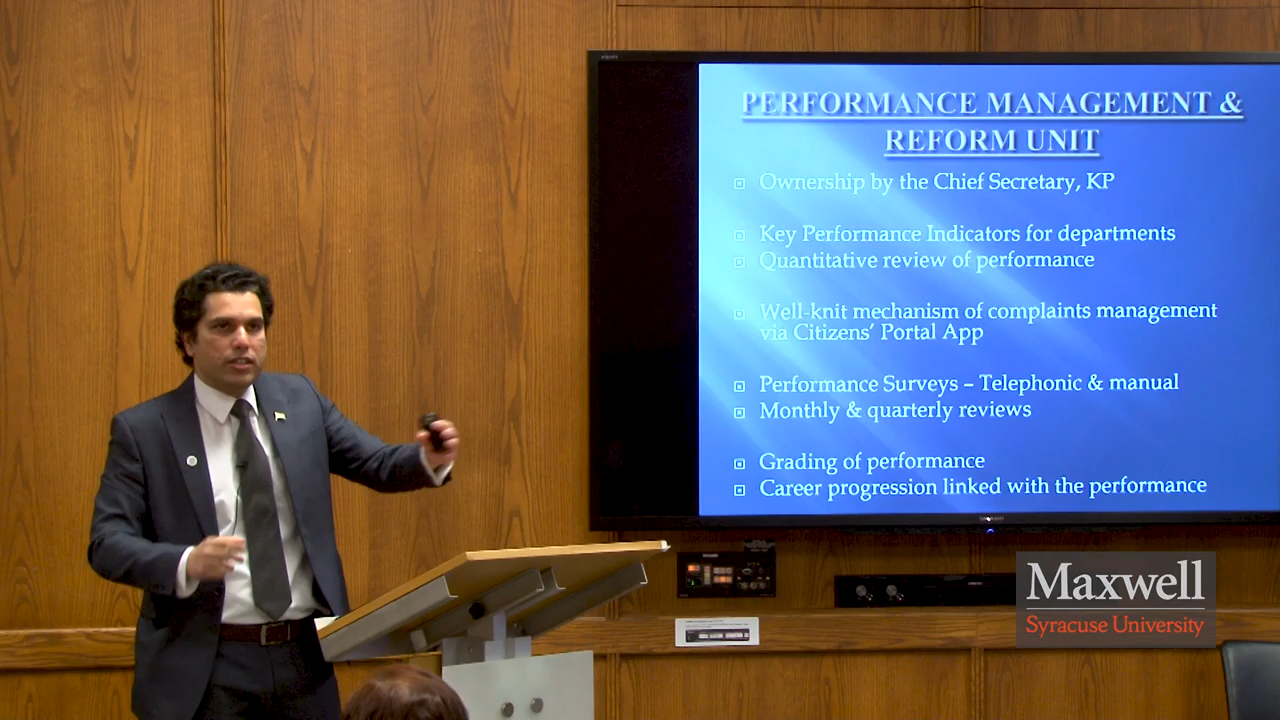 PERFORMANCE MANAGEMENT &
REFORM UNIT
Ownership by the Chief Secretary, KP
Key Performance Indicators for departments
Quantitative review of performance
Well-knit mechanism of complaints management
via Citizens' Portal App
Performance Surveys – Telephonic & manual
Monthly & quarterly reviews
Grading of performance
Career progression linked with the performance
Maxwell
Syracuse University